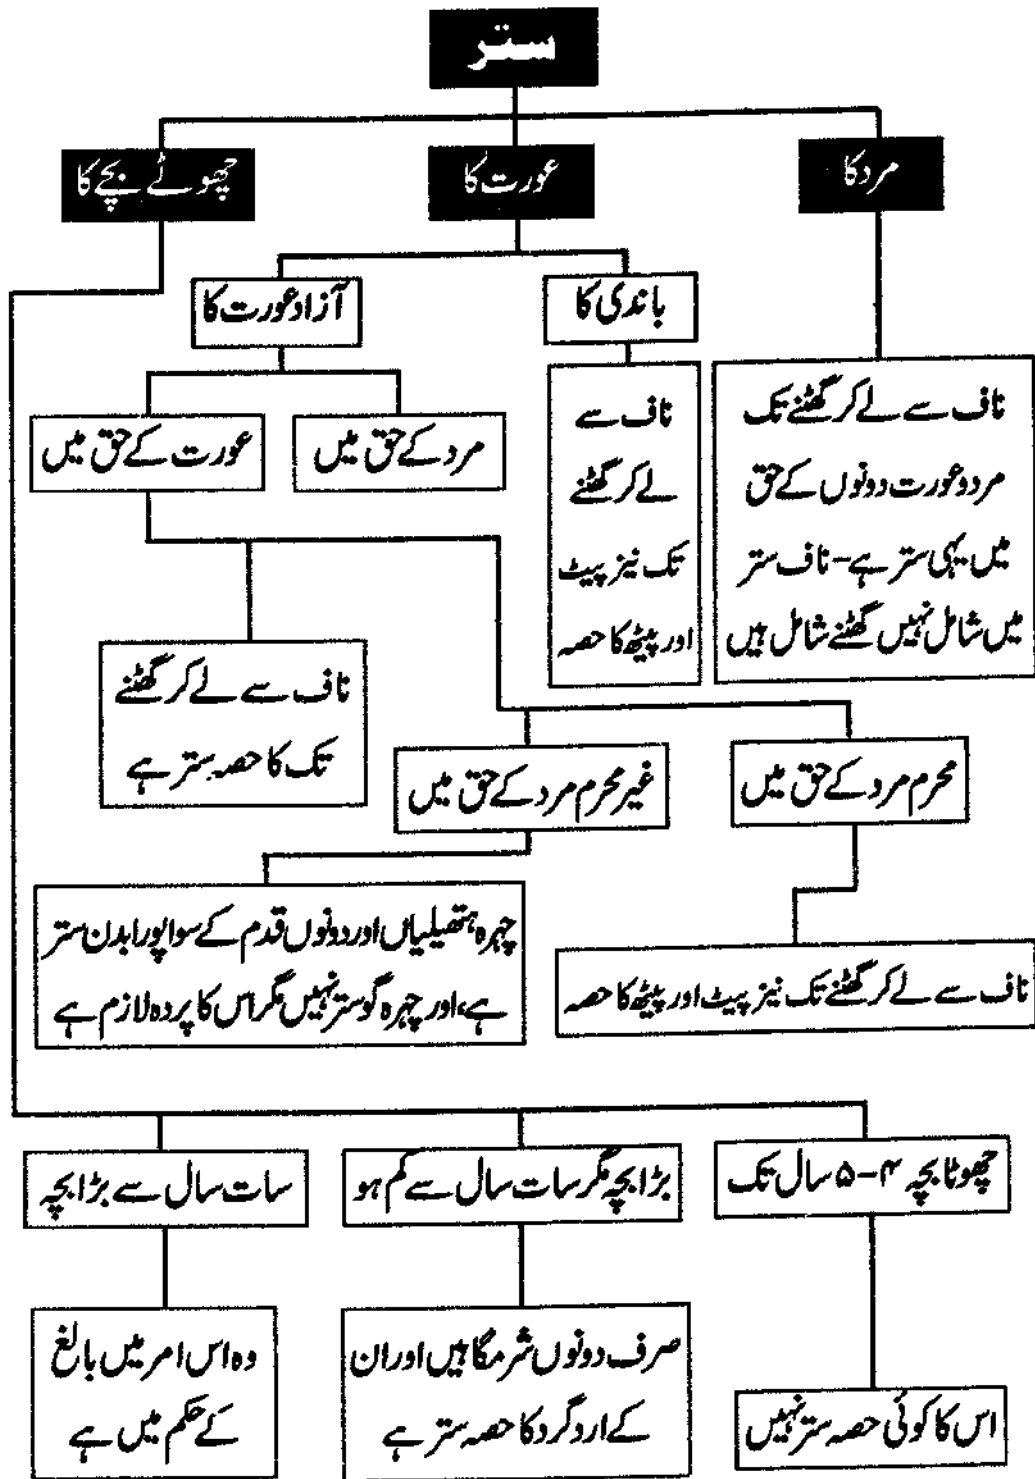 ستر
مرد کا
عورت کا
چھوٹے بچے کا
باندی کا
آزاد عورت کا
ناف سے لے کر گھٹنے تک
مرد و عورت دونوں کے حق
میں یہی ستر ہے - ناف ستر
میں شامل نہیں گھٹنے شامل ہیں
ناف سے
لے کر گھٹنے
تک نیز پیٹ
اور پیٹھ کا حصہ
مرد کے حق میں
عورت کے حق میں
ناف سے لے کر گھٹنے
تک کا حصہ ستر ہے
محرم مرد کے حق میں
غیر محرم مرد کے حق میں
ناف سے لے کر گھٹنے تک نیز پیٹ اور پیٹھ کا حصہ
چہرہ ہتھیلیاں اور دونوں قدم کے سوا پورا بدن ستر
ہے، اور چہرہ گو ستر نہیں مگر اس کا پردہ لازم ہے
چھوٹا بچہ ۴-۵ سال تک
بڑا بچہ مگر سات سال سے کم ہو
سات سال سے بڑا بچہ
اس کا کوئی حصہ ستر نہیں
صرف دونوں شرمگاہیں اور ان
کے اردگرد کا حصہ ستر ہے
وہ اس امر میں بالغ
کے حکم میں ہے